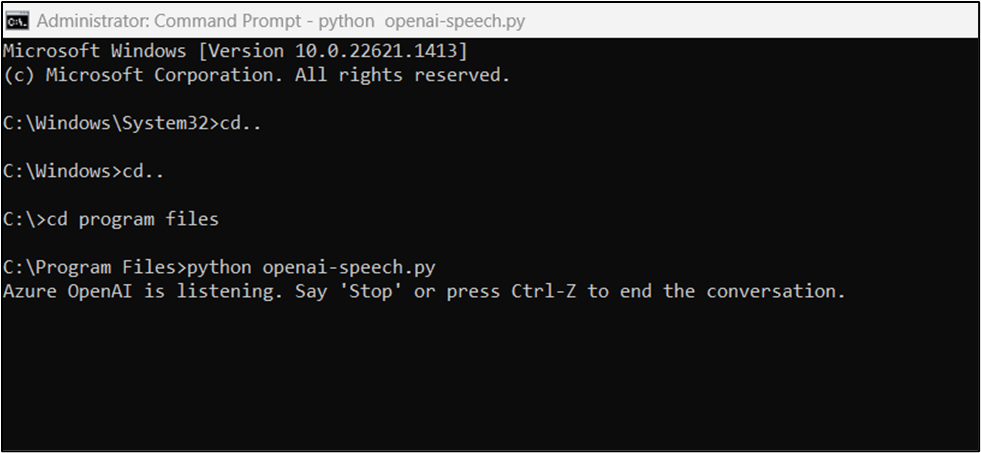 Administrator: Command Prompt - python  openai-speech.py
Microsoft Windows [Version 10.0.22621.1413]
(c) Microsoft Corporation. All rights reserved.
C:\Windows\System32>cd..
C:\Windows>cd..
C:\>cd program files
C:\Program Files>python openai-speech.py
Azure OpenAI is listening. Say 'Stop' or press Ctrl-Z to end the conversation.